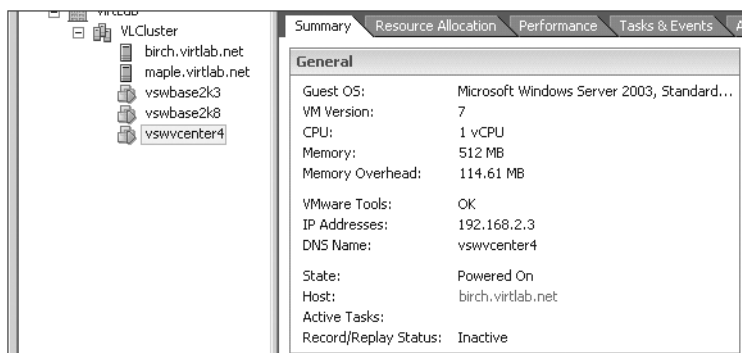 VirtLab
VLCluster
birch.virtlab.net
maple.virtlab.net
vswbase2k3
vswbase2k8
vswvcenter4
Summary Resource Allocation Performance Tasks & Events
General
Guest OS: Microsoft Windows Server 2003, Standard...
VM Version: 7
CPU: 1 vCPU
Memory: 512 MB
Memory Overhead: 114.61 MB
VMware Tools: OK
IP Addresses: 192.168.2.3
DNS Name: vswvcenter4
State: Powered On
Host: birch.virtlab.net
Active Tasks:
Record/Replay Status: Inactive